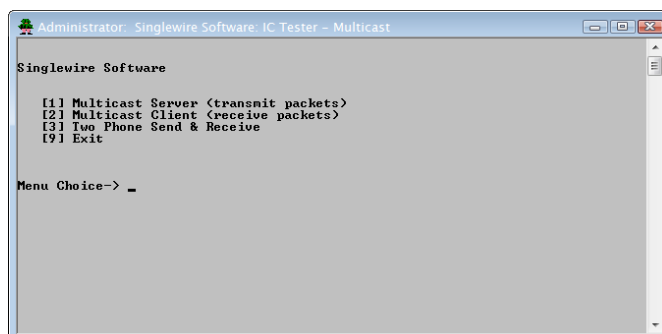 Administrator: Singlewire Software: IC Tester - Multicast
Singlewire Software
[1] Multicast Server (transmit packets)
[2] Multicast Client (receive packets)
[3] Two Phone Send & Receive
[9] Exit
Menu Choice-> _